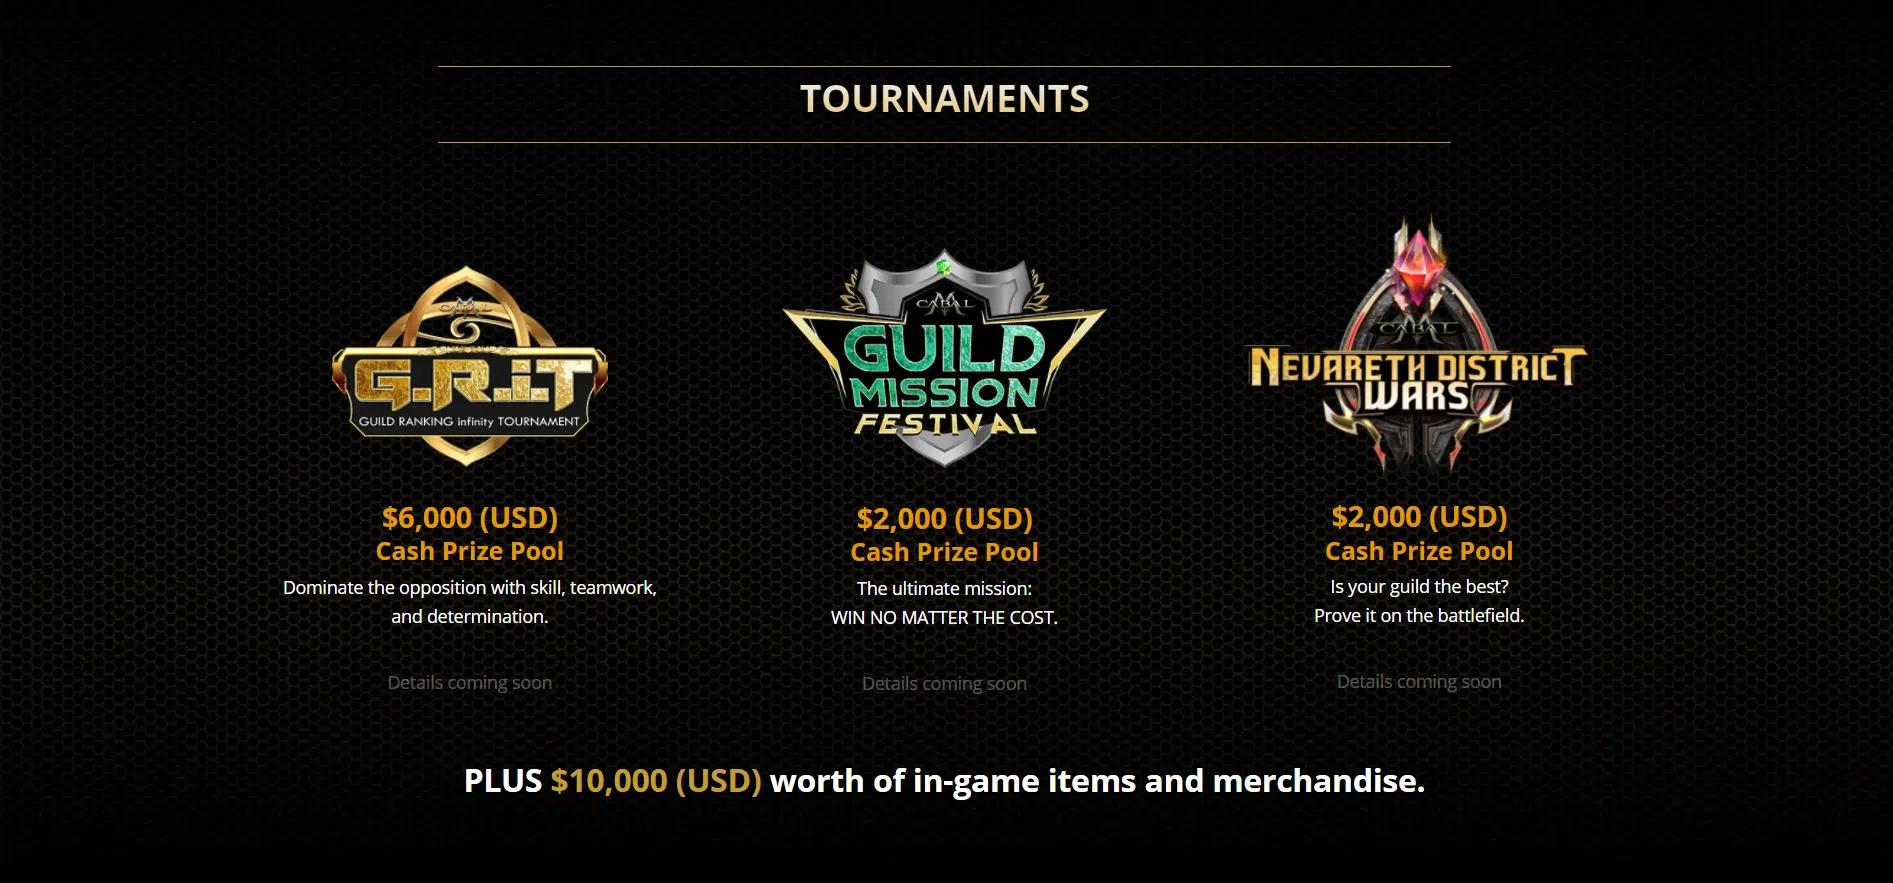 TOURNAMENTS
CABAL
G.R.i.T
GUILD RANKING infinity TOURNAMENT
$6,000 (USD)
Cash Prize Pool
Dominate the opposition with skill, teamwork,
and determination.
Details coming soon
CABAL
GUILD
MISSION
FESTIVAL
$2,000 (USD)
Cash Prize Pool
The ultimate mission:
WIN NO MATTER THE COST.
Details coming soon
CABAL
NEVARETH DISTRICT
WARS
$2,000 (USD)
Cash Prize Pool
Is your guild the best?
Prove it on the battlefield.
Details coming soon
PLUS $10,000 (USD) worth of in-game items and merchandise.